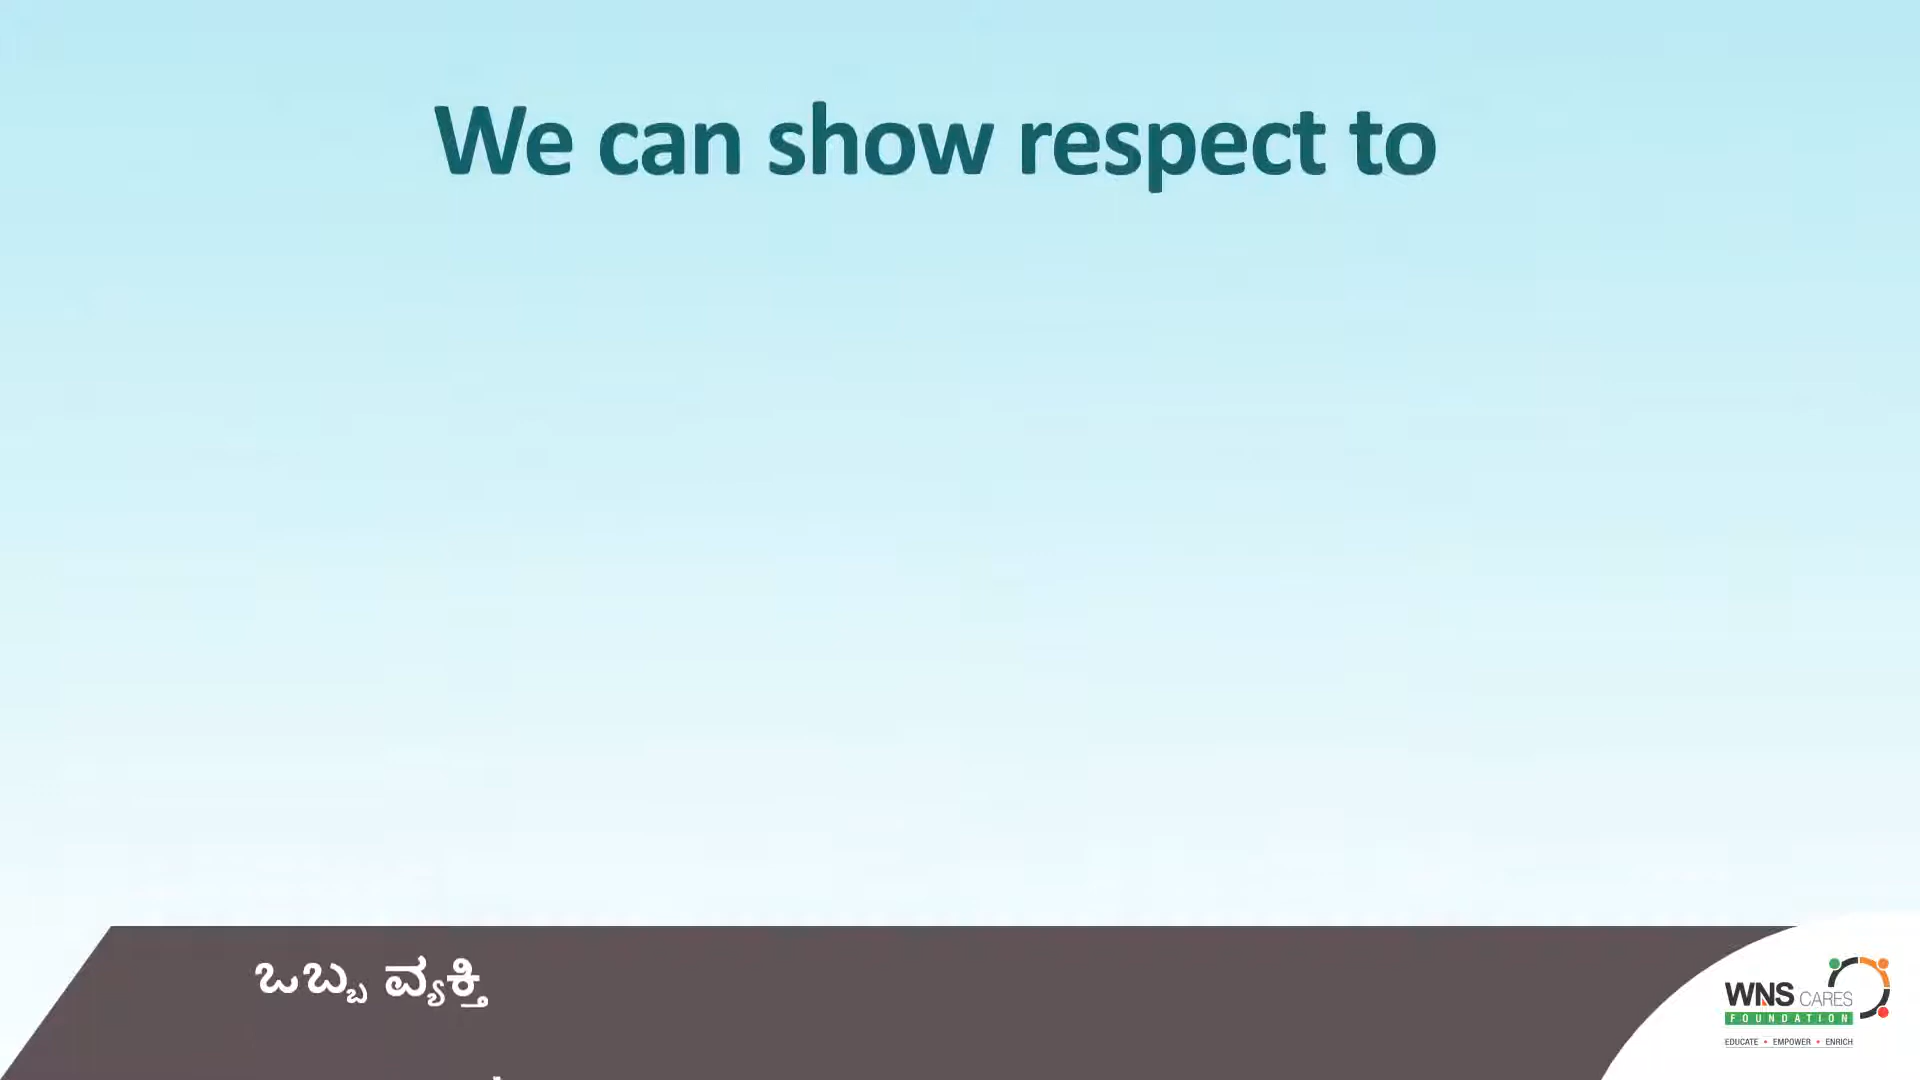 We can show respect to
ಒಬ್ಬ ವ್ಯಕ್ತಿ
WNS CARES
FOUNDATION
EDUCATE • EMPOWER • ENRICH